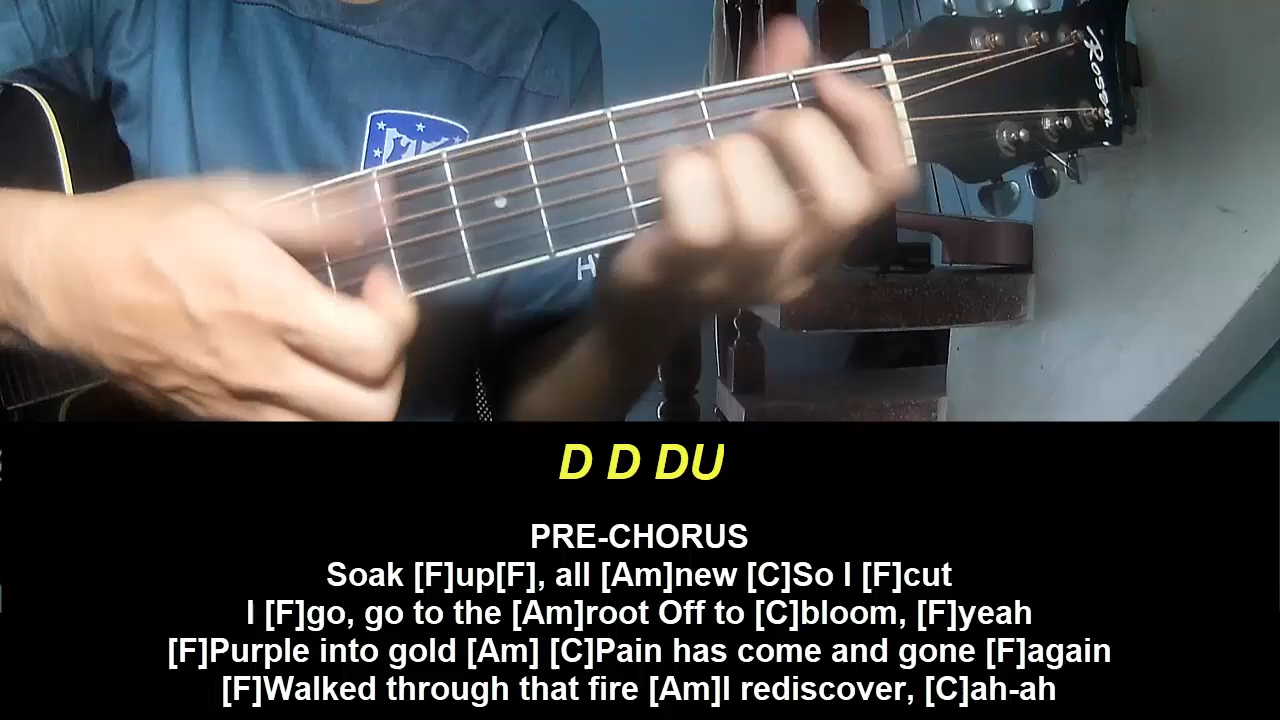 Roser
D D DU
PRE-CHORUS
Soak [F]up[F], all [Am]new [C]So I [F]cut
I [F]go, go to the [Am]root Off to [C]bloom, [F]yeah
[F]Purple into gold [Am] [C]Pain has come and gone [F]again
[F]Walked through that fire [Am]I rediscover, [C]ah-ah